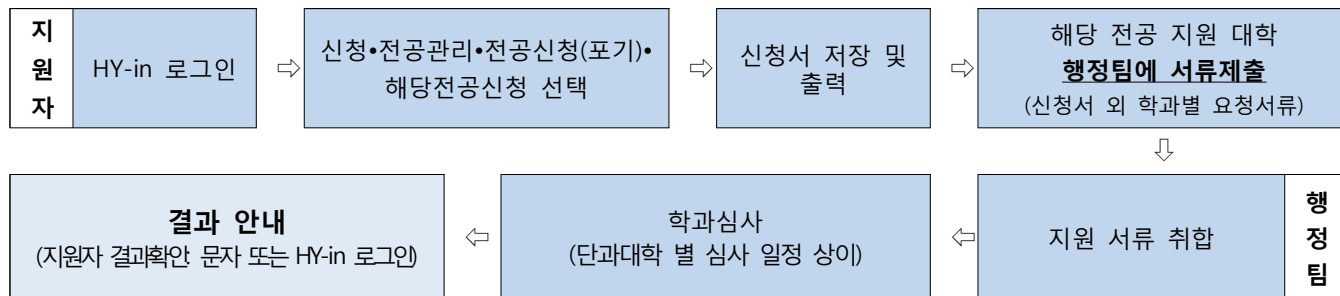 지
원
자
HY-in 로그인
⇨
신청•전공관리•전공신청(포기)•
해당전공신청 선택
⇨
신청서 저장 및
출력
⇨
해당 전공 지원 대학
행정팀에 서류제출
(신청서 외 학과별 요청서류)
⇩
결과 안내
(지원자 결과확인: 문자 또는 HY-in 로그인)
⇦
학과심사
(단과대학 별 심사 일정 상이)
⇦
지원 서류 취합
행
정
팀